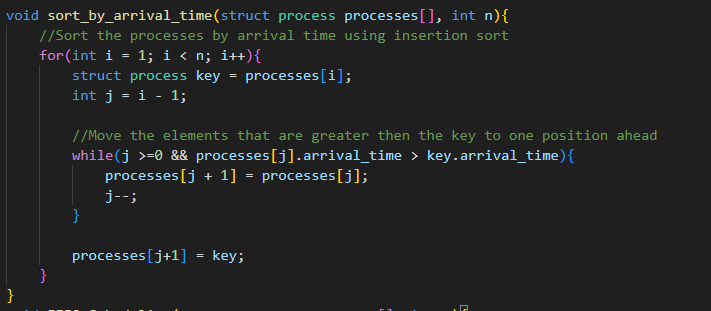 void sort_by_arrival_time(struct process processes[], int n){
    //Sort the processes by arrival time using insertion sort
    for(int i = 1; i < n; i++){
        struct process key = processes[i];
        int j = i - 1;

        //Move the elements that are greater then the key to one position ahead
        while(j >=0 && processes[j].arrival_time > key.arrival_time){
            processes[j + 1] = processes[j];
            j--;
        }

        processes[j+1] = key;
    }
}